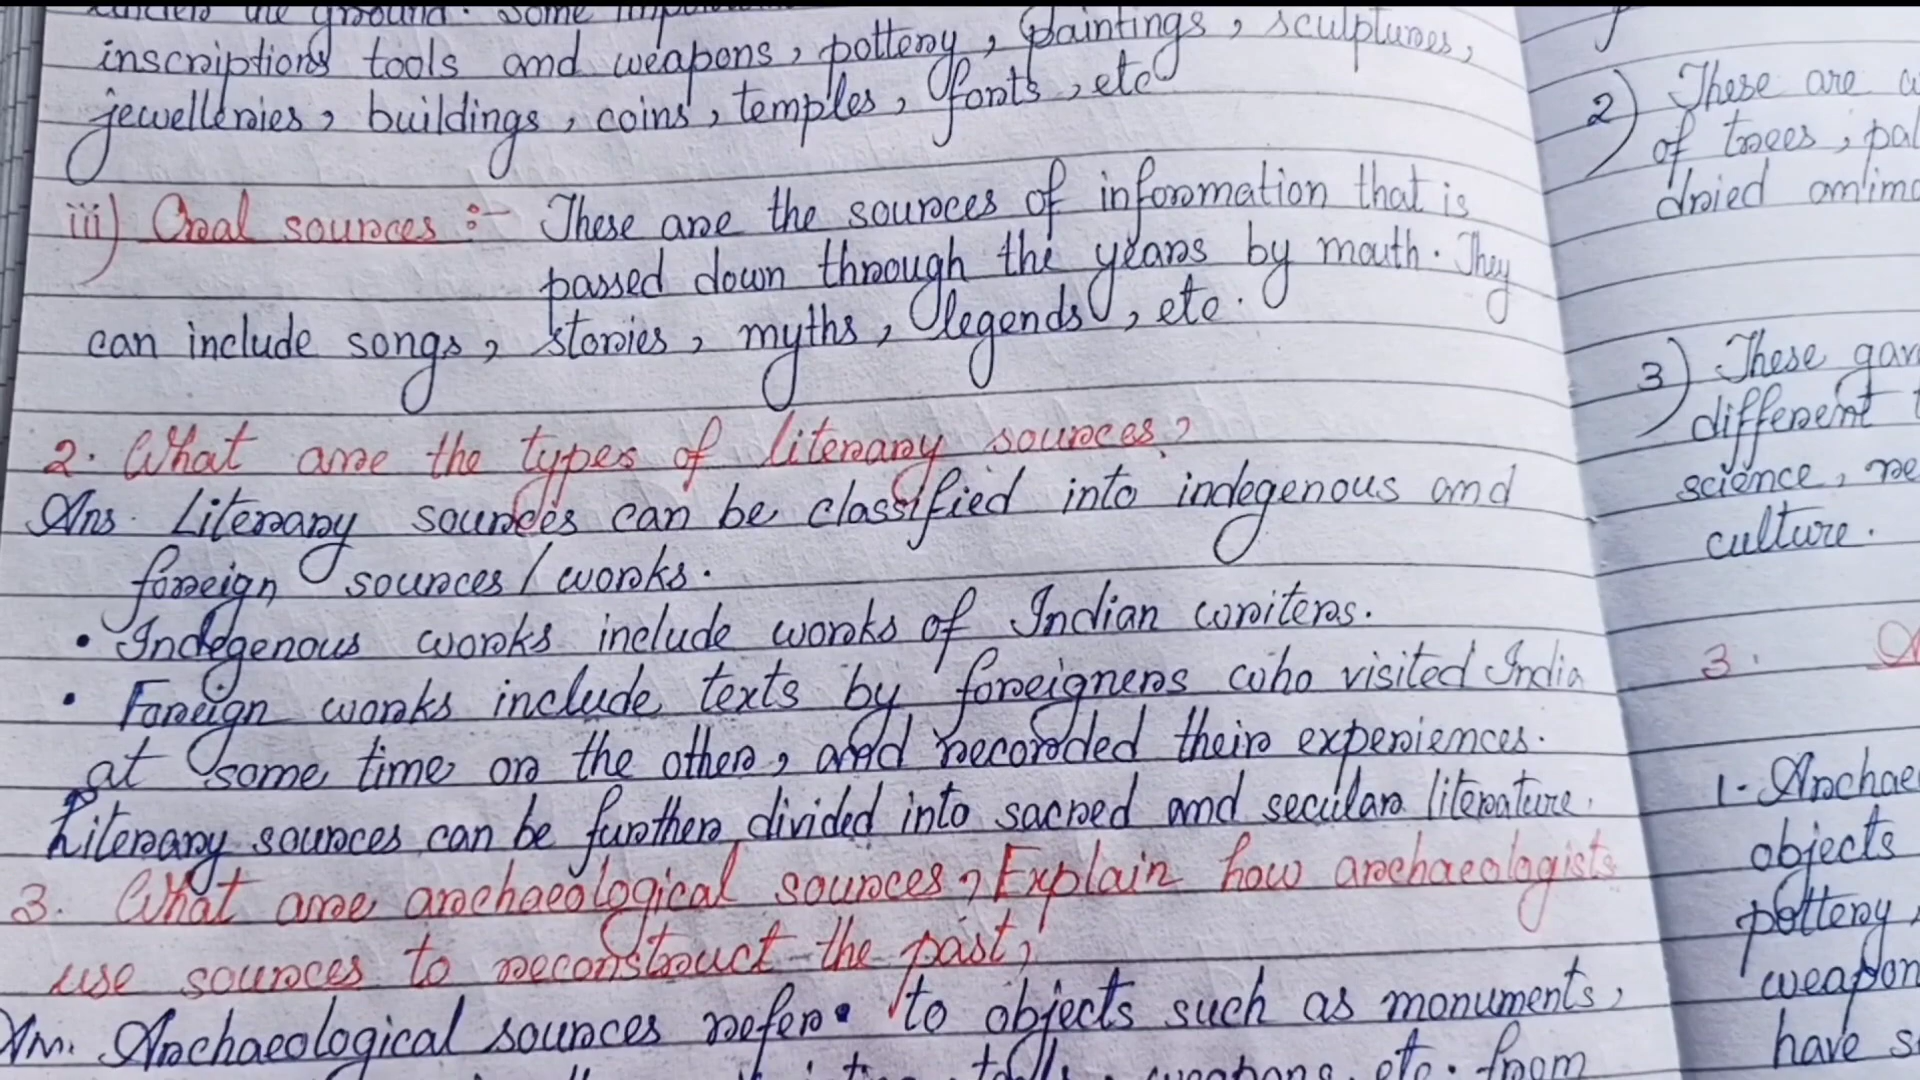 the ground. Some
inscriptions tools and weapons, pottery, paintings, sculptures,
jewelleries, buildings, coins, temples, fonts, etc
iii) Oral sources :- These are the sources of information that is
passed down through the years by mouth. They
can include songs, stories, myths, legends, etc.
2. What are the types of literary sources?
Ans. Literary sources can be classified into indegenous and
foreign sources / works.
• Indegenous works include works of Indian writers.
• Foreign works include texts by foreigners who visited India
at some time or the other, and recorded their experiences.
Literary sources can be further divided into sacred and secular literature.
3. What are archaeological sources? Explain how archaeologists
use sources to reconstruct the past?
Ans. Archaeological sources refer to objects such as monuments,
weapons, etc. from
2) These are
of trees,
dried
3) These
different
science,
culture.
3.
1.
objects
pottery,
have